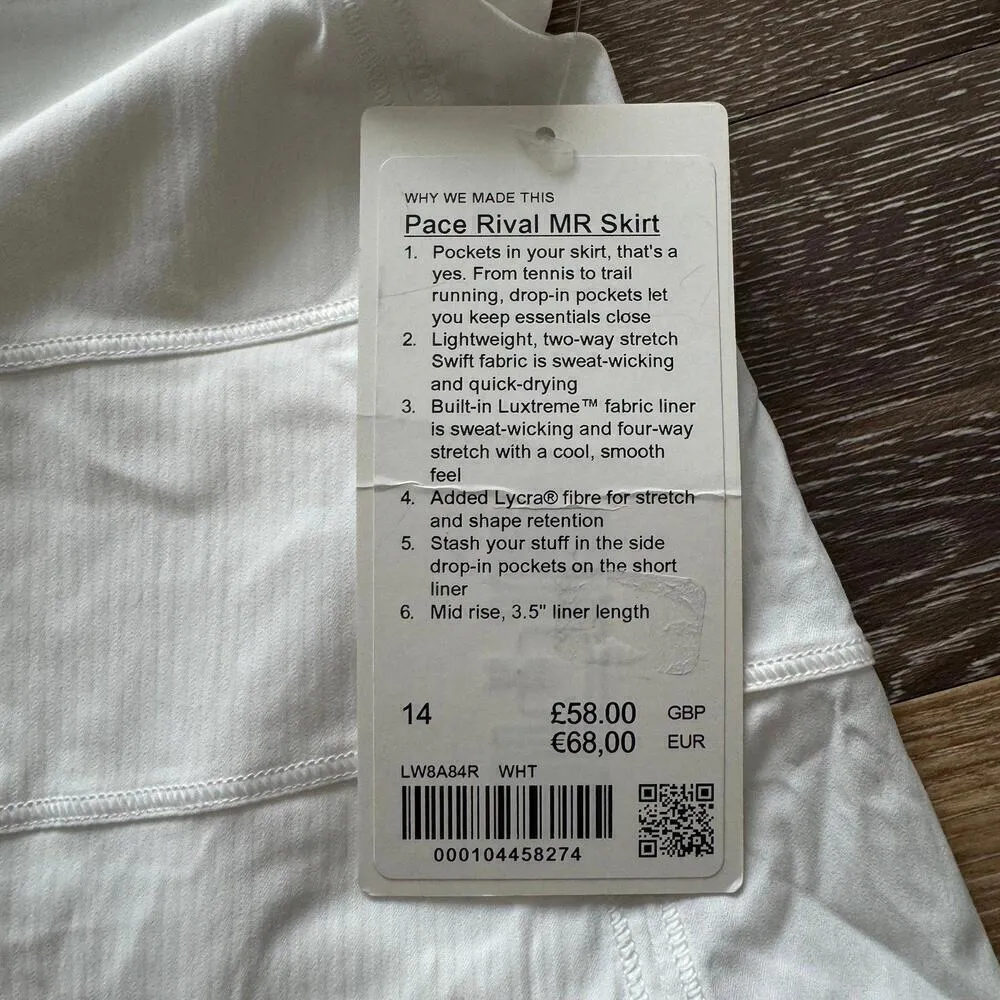 WHY WE MADE THIS
Pace Rival MR Skirt
1. Pockets in your skirt, that's a
yes. From tennis to trail
running, drop-in pockets let
you keep essentials close
2. Lightweight, two-way stretch
Swift fabric is sweat-wicking
and quick-drying
3. Built-in Luxtreme™ fabric liner
is sweat-wicking and four-way
stretch with a cool, smooth
feel
4. Added Lycra® fibre for stretch
and shape retention
5. Stash your stuff in the side
drop-in pockets on the short
liner
6. Mid rise, 3.5" liner length
14 £58.00 GBP
€68,00 EUR
LW8A84R WHT
000104458274